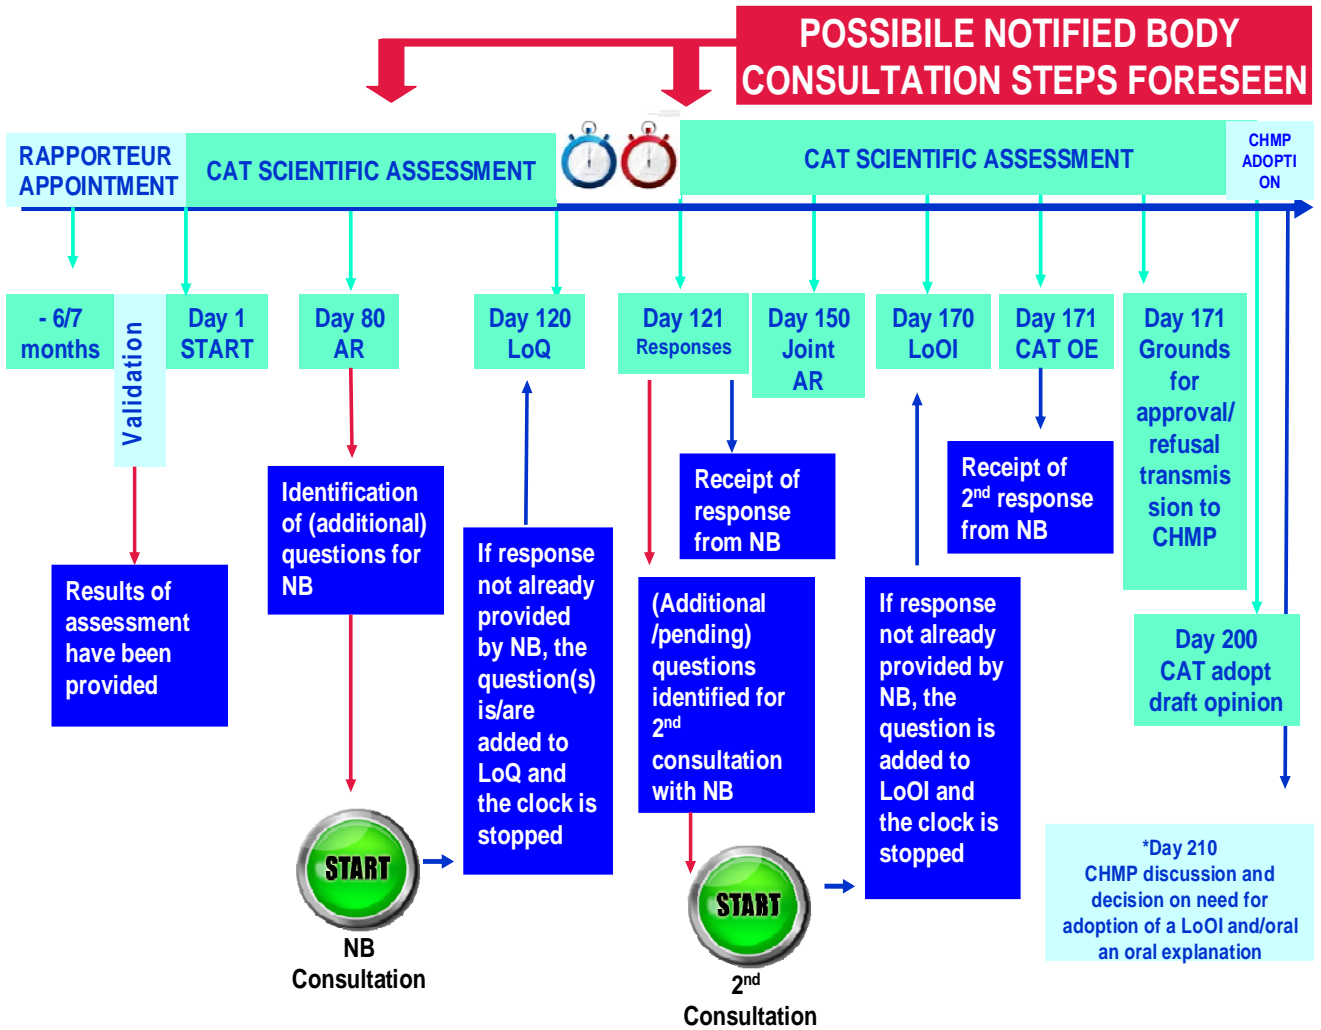 POSSIBILE NOTIFIED BODY
CONSULTATION STEPS FORESEEN
RAPPORTEUR
APPOINTMENT
CAT SCIENTIFIC ASSESSMENT
CAT SCIENTIFIC ASSESSMENT
CHMP
ADOPTI
ON
- 6/7
months
Validation
Day 1
START
Day 80
AR
Day 120
LoQ
Day 121
Responses
Day 150
Joint
AR
Day 170
LoOI
Day 171
CAT OE
Day 171
Grounds
for
approval/
refusal
transmis
sion to
CHMP
Results of
assessment
have been
provided
Identification
of (additional)
questions for
NB
If response
not already
provided
by NB, the
question(s)
is/are
added to
LoQ and
the clock is
stopped
Receipt of
response
from NB
(Additional
/pending)
questions
identified for
2nd
consultation
with NB
If response
not already
provided by
NB, the
question is
added to
LoOI and
the clock is
stopped
Receipt of
2nd response
from NB
Day 200
CAT adopt
draft opinion
START
NB
Consultation
START
2nd
Consultation
*Day 210
CHMP discussion and
decision on need for
adoption of a LoOI and/oral
an oral explanation